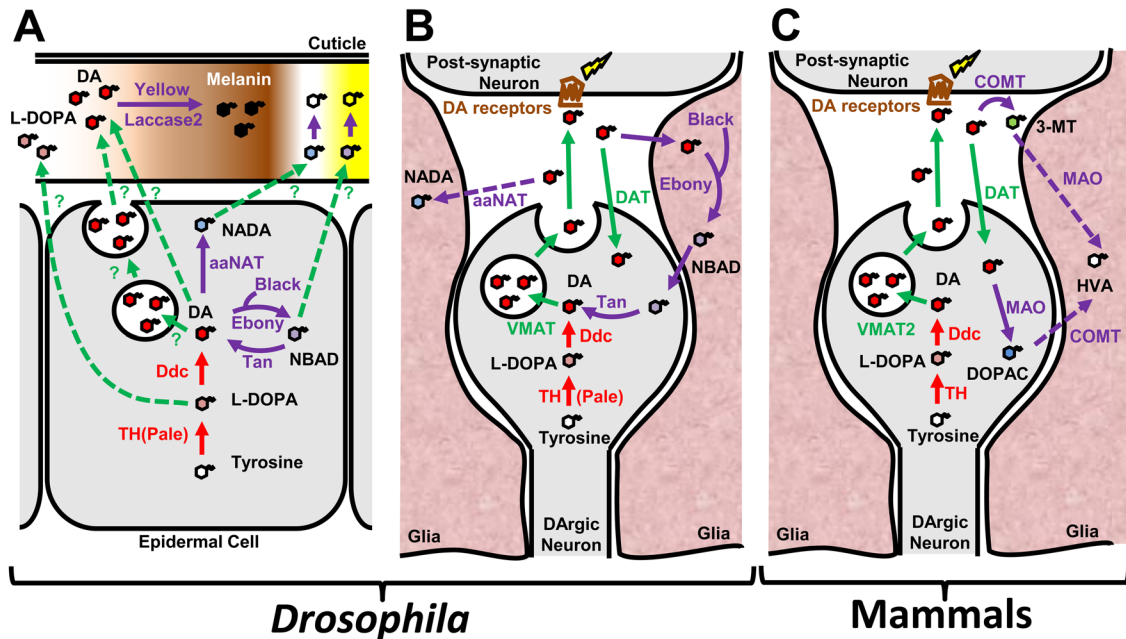 A
Cuticle
DA
Yellow
Melanin
L-DOPA
Laccase2
?
?
?
?
?
?
NADA
aaNAT
DA
Black
Ebony
Tan
NBAD
Ddc
L-DOPA
TH(Pale)
Tyrosine
Epidermal Cell
B
Post-synaptic
Neuron
DA receptors
Black
NADA
aaNAT
DAT
Ebony
NBAD
DA
Tan
VMAT
Ddc
L-DOPA
TH (Pale)
Tyrosine
Glia
DArgic
Neuron
Glia
C
Post-synaptic
Neuron
COMT
DA receptors
3-MT
MAO
DAT
HVA
DA
MAO
COMT
VMAT2
Ddc
L-DOPA
DOPAC
TH
Tyrosine
Glia
DArgic
Neuron
Glia
Drosophila
Mammals